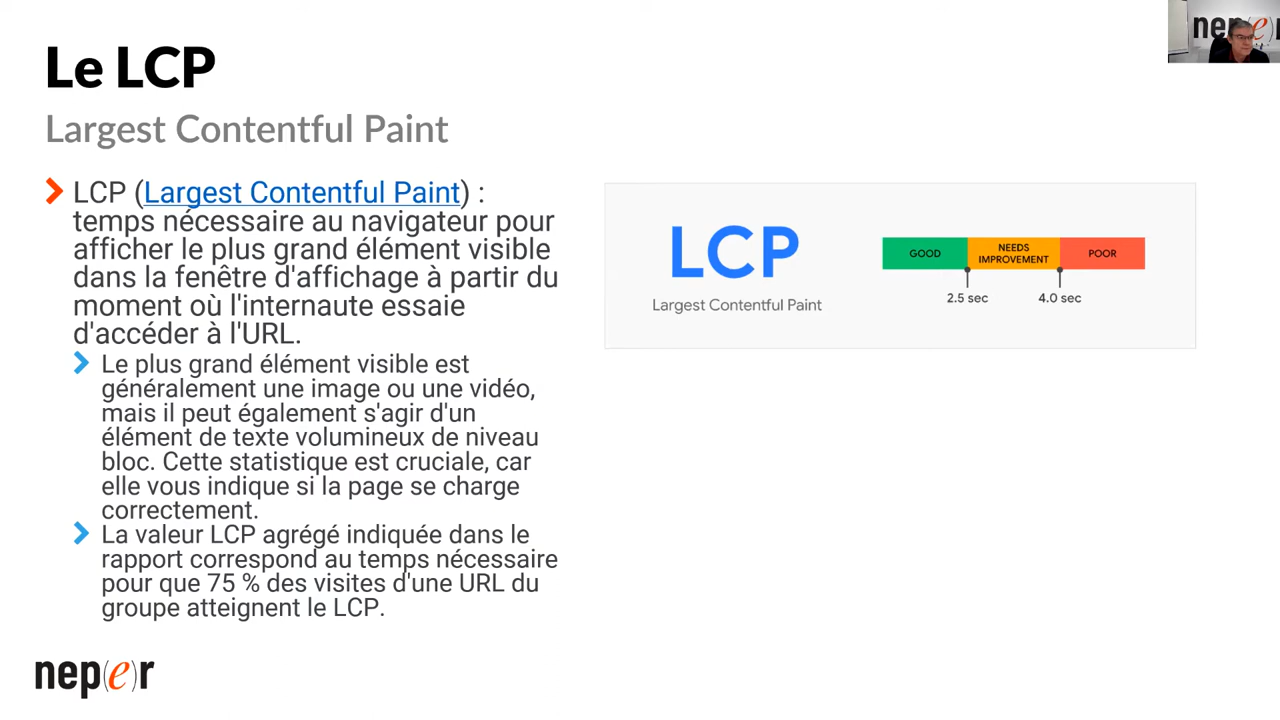 Le LCP
Largest Contentful Paint
LCP (Largest Contentful Paint) :
temps nécessaire au navigateur pour
afficher le plus grand élément visible
dans la fenêtre d'affichage à partir du
moment où l'internaute essaie
d'accéder à l'URL.
Le plus grand élément visible est
généralement une image ou une vidéo,
mais il peut également s'agir d'un
élément de texte volumineux de niveau
bloc. Cette statistique est cruciale, car
elle vous indique si la page se charge
correctement.
La valeur LCP agrégé indiquée dans le
rapport correspond au temps nécessaire
pour que 75 % des visites d'une URL du
groupe atteignent le LCP.
LCP
Largest Contentful Paint
GOOD
NEEDS
IMPROVEMENT
POOR
2.5 sec
4.0 sec
nep(e)r
nep(e)r